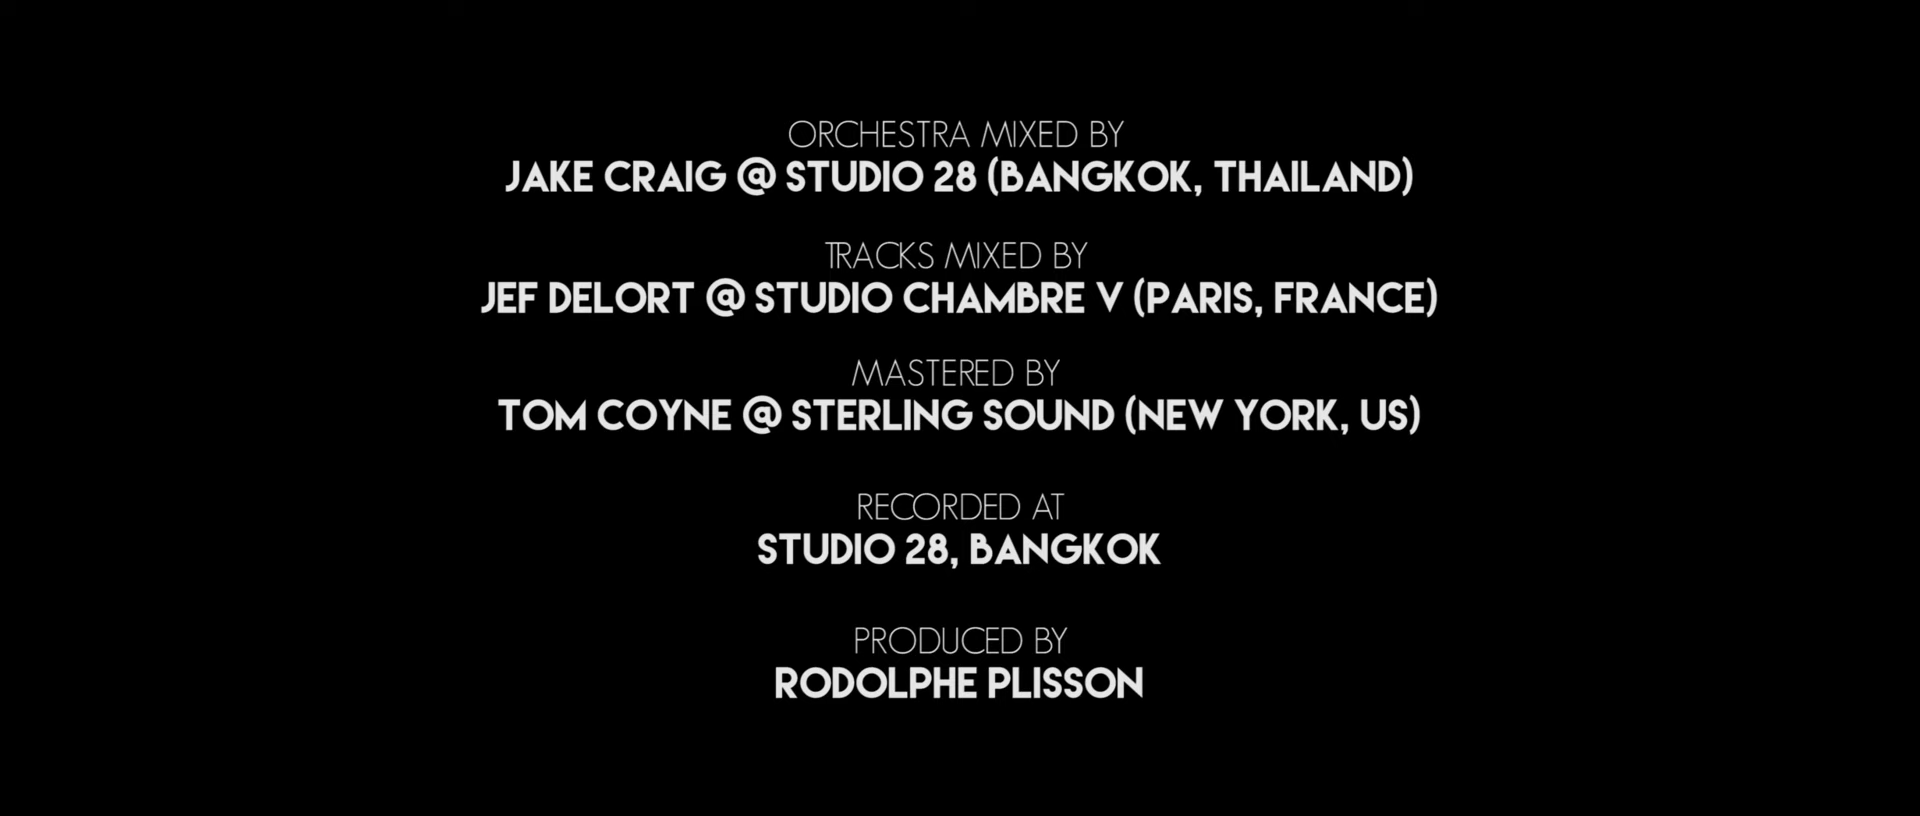 ORCHESTRA MIXED BY
JAKE CRAIG @ STUDIO 28 (BANGKOK, THAILAND)
TRACKS MIXED BY
JEF DELORT @ STUDIO CHAMBRE V (PARIS, FRANCE)
MASTERED BY
TOM COYNE @ STERLING SOUND (NEW YORK, US)
RECORDED AT
STUDIO 28, BANGKOK
PRODUCED BY
RODOLPHE PLISSON